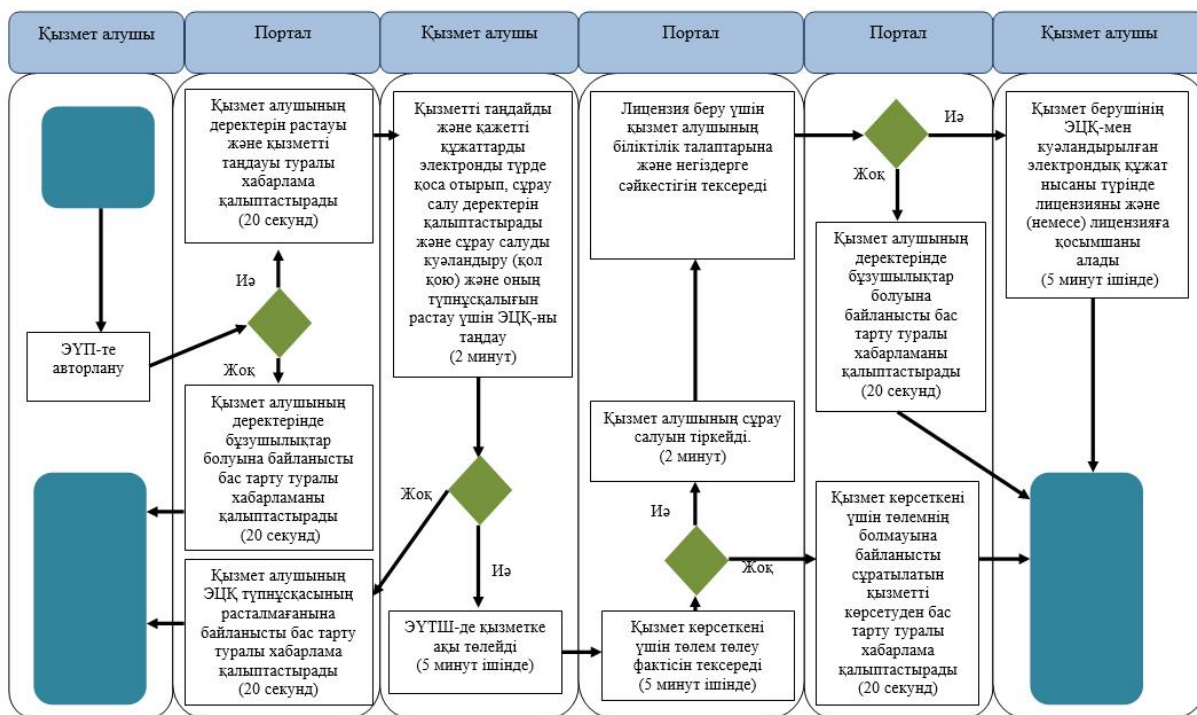 Қызмет алушы
Портал
Қызмет алушы
Портал
Портал
Қызмет алушы
ЭҮП-те
авторлану
Қызмет алушының
деректерін растауы
және қызметті
таңдауы туралы
хабарлама
қалыптастырады
(20 секунд)
Иә
Жоқ
Қызмет алушының
деректерінде
бұзушылықтар
болуына байланысты
бас тарту туралы
хабарламаны
қалыптастырады
(20 секунд)
Қызмет алушының
ЭЦҚ түпнұсқасының
расталмағанына
байланысты бас тарту
туралы хабарлама
қалыптастырады
(20 секунд)
Қызметті таңдайды
және қажетті
құжаттарды
электронды түрде
қоса отырып, сұрау
салу деректерін
қалыптастырады
және сұрау салуды
куәландыру (қол
қою) және оның
түпнұсқалығын
растау үшін ЭЦҚ-ны
таңдау
(2 минут)
Жоқ
Иә
ЭҮТШ-де қызметке
ақы төлейді
(5 минут ішінде)
Лицензия беру үшін
қызмет алушының
біліктілік талаптарына
және негіздерге
сәйкестігін тексереді
Қызмет алушының сұрау
салуын тіркейді.
(2 минут)
Иә
Жоқ
Қызмет көрсеткені
үшін төлем төлеу
фактісін тексереді
(5 минут ішінде)
Иә
Жоқ
Қызмет алушының
деректерінде
бұзушылықтар
болуына
байланысты бас
тарту туралы
хабарламаны
қалыптастырады
(20 секунд)
Қызмет көрсеткені
үшін төлемнің
болмауына
байланысты
сұратылатын
қызметті
көрсетуден бас
тарту туралы
хабарлама
қалыптастырады
(20 секунд)
Қызмет берушінің
ЭЦҚ-мен
куәландырылған
электрондық құжат
нысаны түрінде
лицензияны және
(немесе) лицензияға
қосымшаны
алады
(5 минут ішінде)